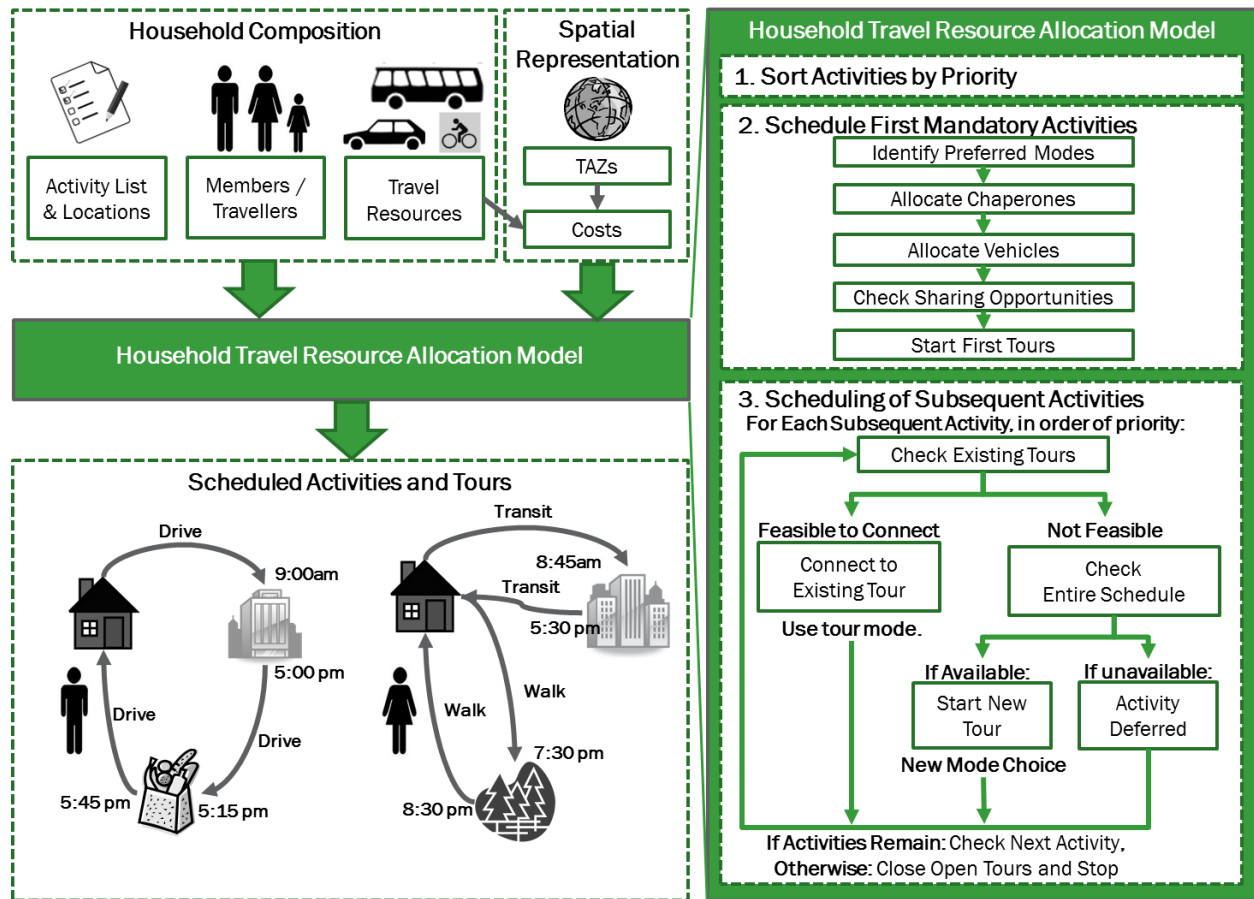 Household Composition
Activity List
& Locations
Members /
Travellers
Travel
Resources
Spatial
Representation
TAZs
Costs
Household Travel Resource Allocation Model
Scheduled Activities and Tours
Drive
9:00am
5:00 pm
Drive
Drive
5:45 pm
5:15 pm
Transit
8:45am
Transit
5:30 pm
Walk
Walk
7:30 pm
8:30 pm
Household Travel Resource Allocation Model
1. Sort Activities by Priority
2. Schedule First Mandatory Activities
Identify Preferred Modes
Allocate Chaperones
Allocate Vehicles
Check Sharing Opportunities
Start First Tours
3. Scheduling of Subsequent Activities
For Each Subsequent Activity, in order of priority:
Check Existing Tours
Feasible to Connect
Connect to
Existing Tour
Use tour mode.
Not Feasible
Check
Entire Schedule
If Available:
Start New
Tour
New Mode Choice
If unavailable:
Activity
Deferred
If Activities Remain: Check Next Activity,
Otherwise: Close Open Tours and Stop